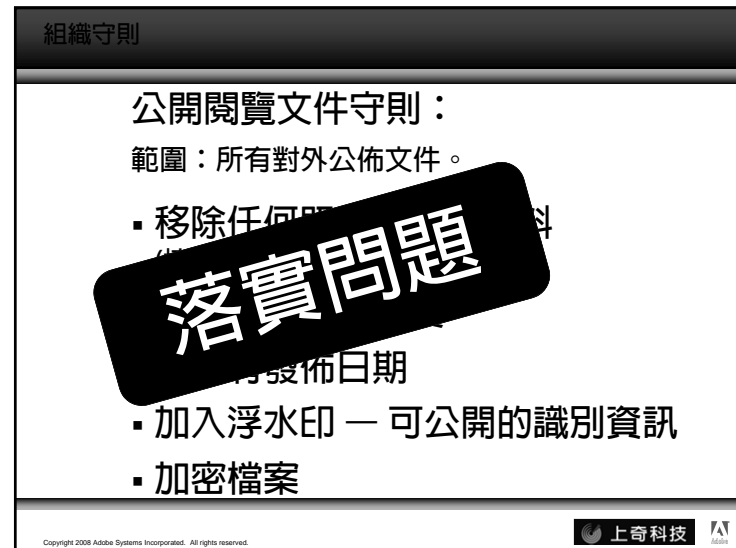 組織守則
公開閱覽文件守則：
範圍：所有對外公佈文件。
▪ 移除任何
落實問題
發佈日期
▪ 加入浮水印 — 可公開的識別資訊
▪ 加密檔案
Copyright 2008 Adobe Systems Incorporated. All rights reserved.
上奇科技
Adobe